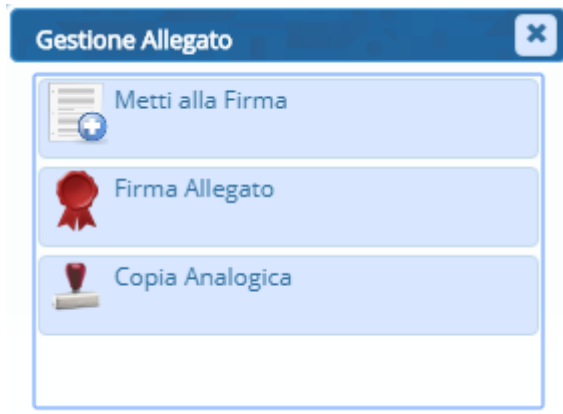 Gestione Allegato
Metti alla Firma
Firma Allegato
Copia Analogica